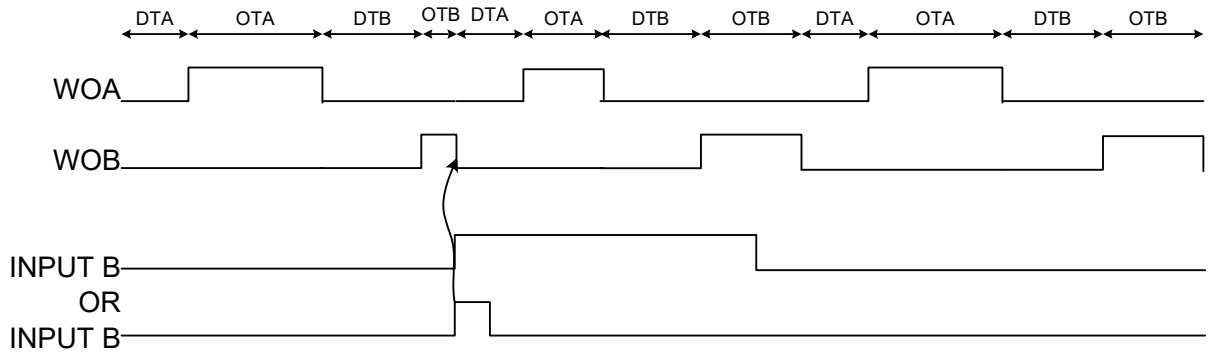 DTA OTA DTB OTB DTA OTA DTB OTB DTA OTA DTB OTB
WOA
WOB
INPUT B
OR
INPUT B